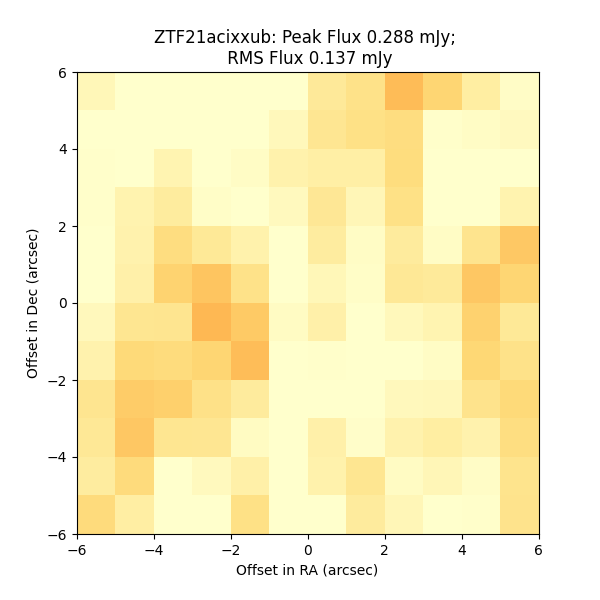 ZTF21acixxub: Peak Flux 0.288 mJy;
RMS Flux 0.137 mJy
6
4
2
0
−2
−4
−6
Offset in Dec (arcsec)
−6 −4 −2 0 2 4 6
Offset in RA (arcsec)